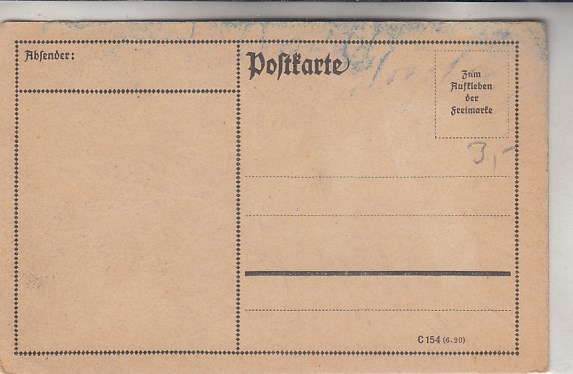 Absender:
Postkarte
Zum
Aufkleben
der
Freimarke
3,-
C 154 (6.20)